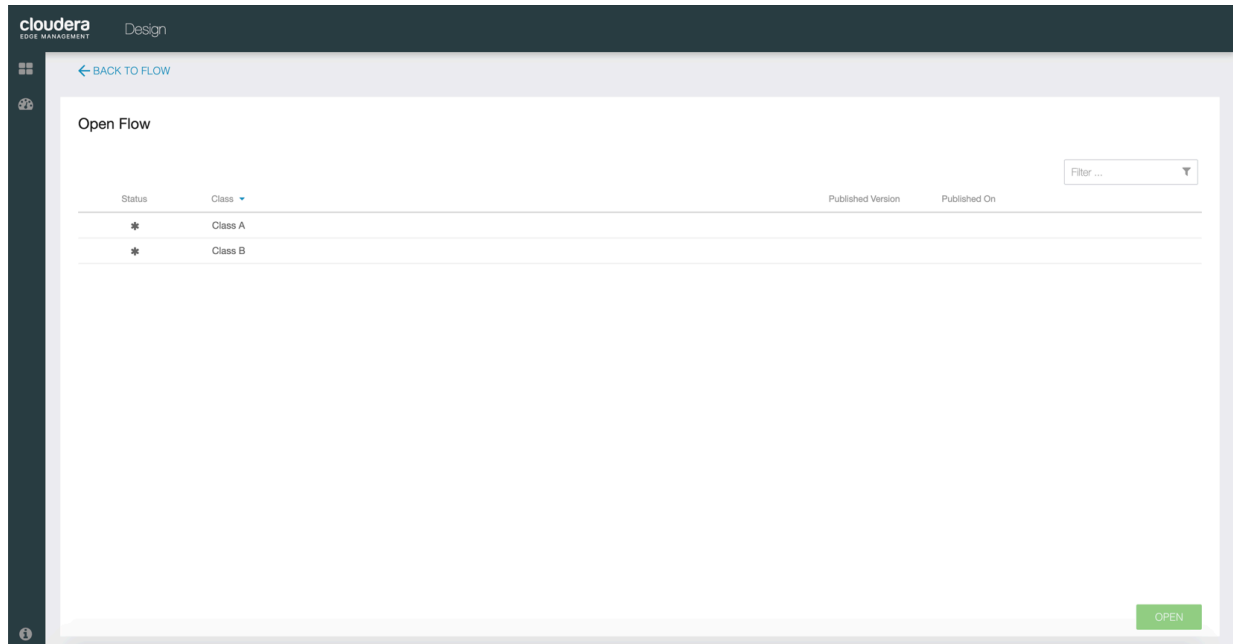 cloudera
EDGE MANAGEMENT
Design
BACK TO FLOW
Open Flow
Filter ...
Status Class Published Version Published On
Class A
Class B
OPEN